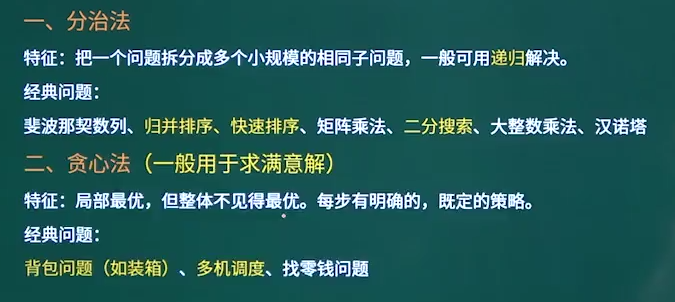 一、分治法
特征：把一个问题拆分成多个小规模的相同子问题，一般可用递归解决。
经典问题：
斐波那契数列、归并排序、快速排序、矩阵乘法、二分搜索、大整数乘法、汉诺塔
二、贪心法（一般用于求满意解）
特征：局部最优，但整体不见得最优。每步有明确的，既定的策略。
经典问题：
背包问题（如装箱）、多机调度、找零钱问题